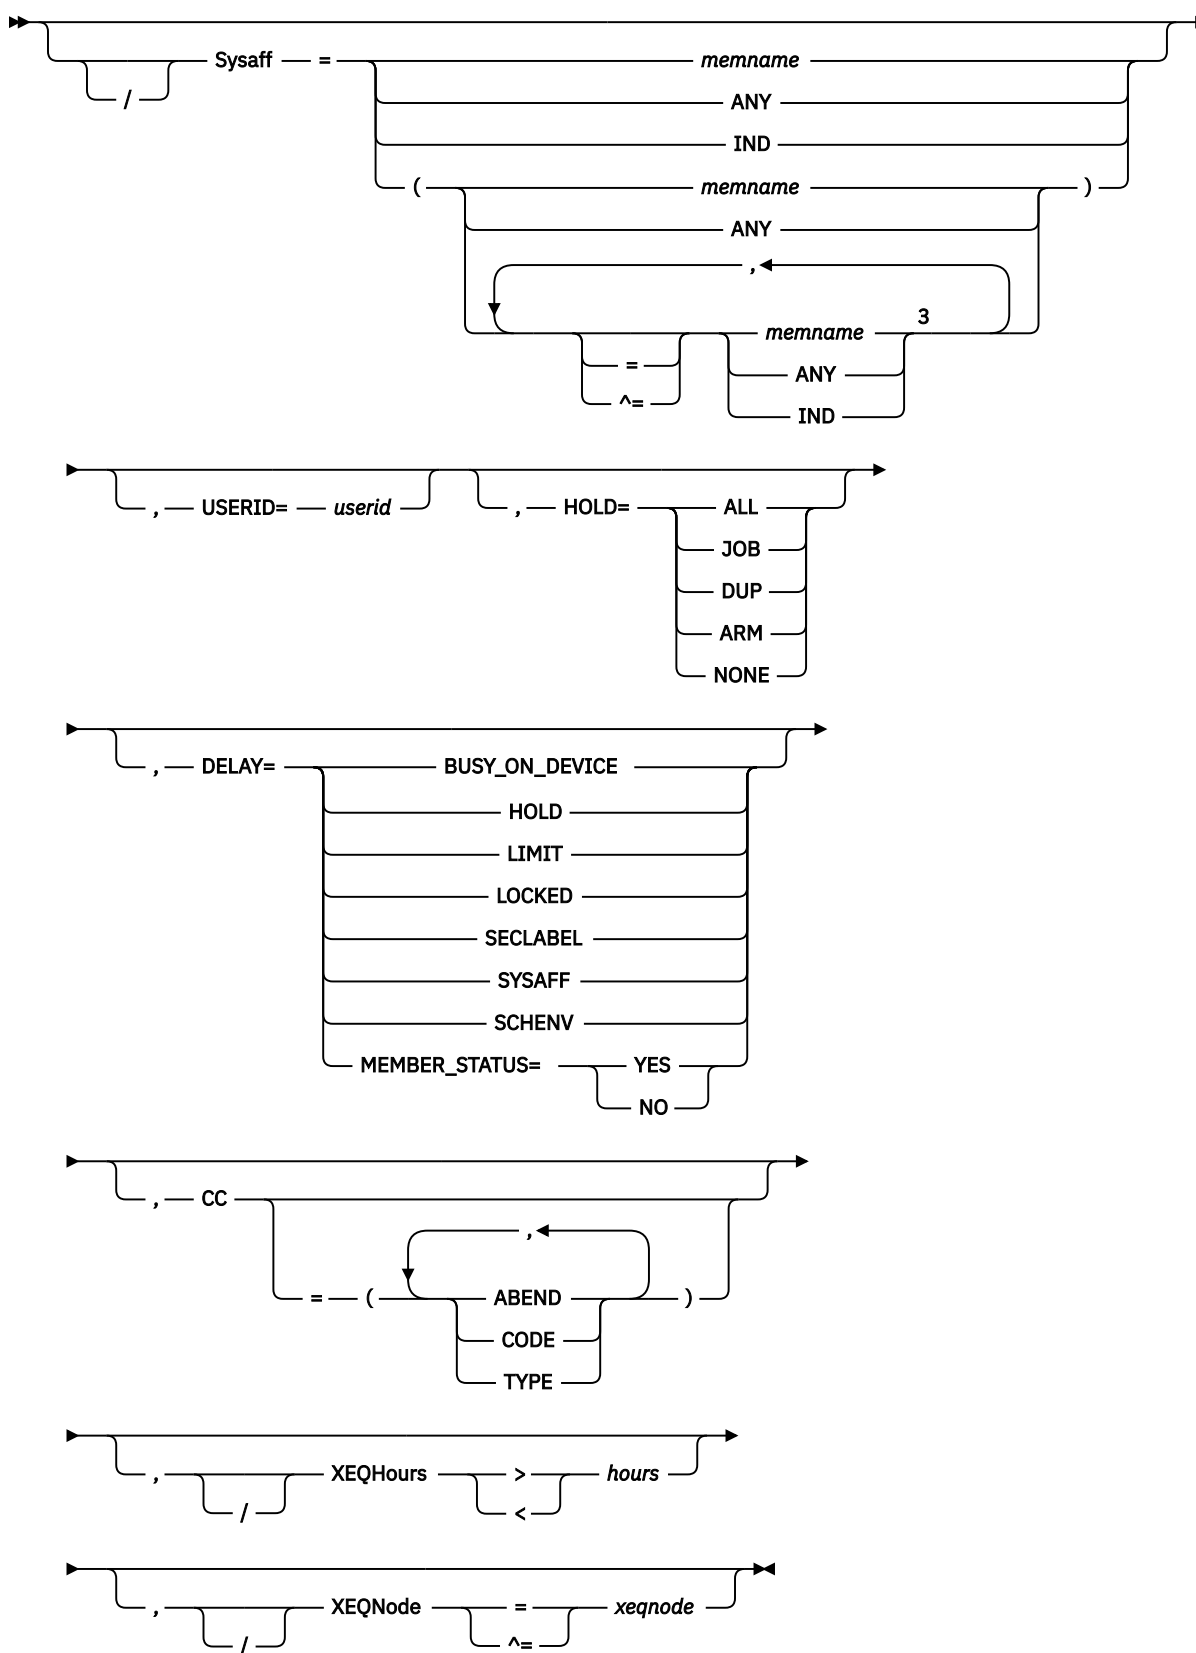 Sysaff = memname
/
ANY
IND
( memname )
ANY
,
memname 3
= ANY
^= IND
, USERID= userid , HOLD= ALL
JOB
DUP
ARM
NONE
, DELAY= BUSY_ON_DEVICE
HOLD
LIMIT
LOCKED
SECLABEL
SYSAFF
SCHENV
MEMBER_STATUS= YES
NO
, CC
,
= ( ABEND )
CODE
TYPE
, XEQHours > hours
/ <
, XEQNode = xeqnode
/ ^=